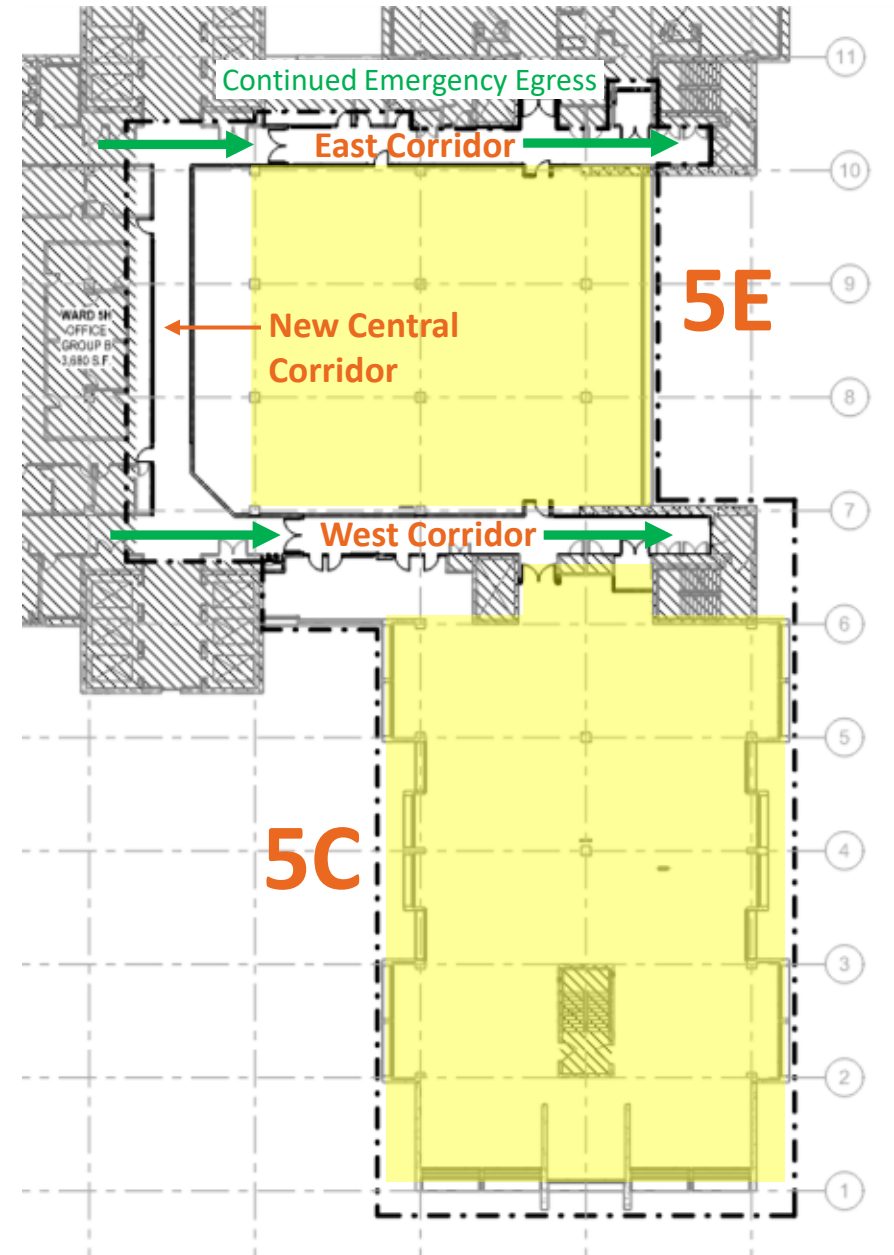 11
Continued Emergency Egress
East Corridor
10
9
5E
WARD 5H
OFFICE
GROUP B
3,680 S.F.
New Central
Corridor
8
7
West Corridor
6
5
5C
4
3
2
1